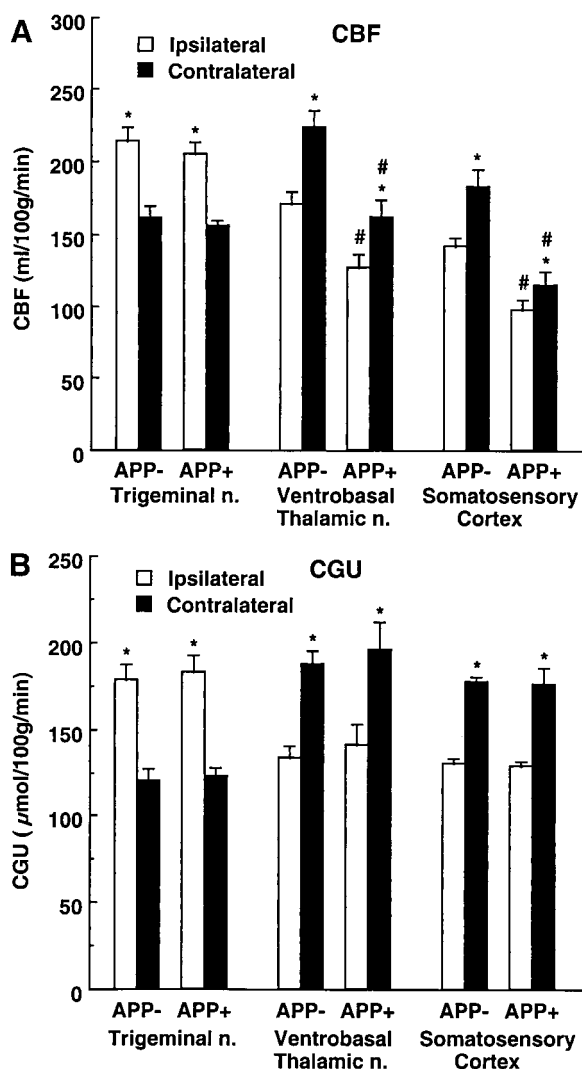 A
CBF
Ipsilateral
Contralateral
CBF (ml/100g/min)
300
250
200
150
100
50
0
* * * # # * * # # *
APP- APP+ APP- APP+ APP- APP+
Trigeminal n. Ventrobasal Somatosensory
Thalamic n. Cortex
B
CGU
Ipsilateral
Contralateral
CGU ( µmol/100g/min)
250
200
150
100
50
0
* * * * * *
APP- APP+ APP- APP+ APP- APP+
Trigeminal n. Ventrobasal Somatosensory
Thalamic n. Cortex